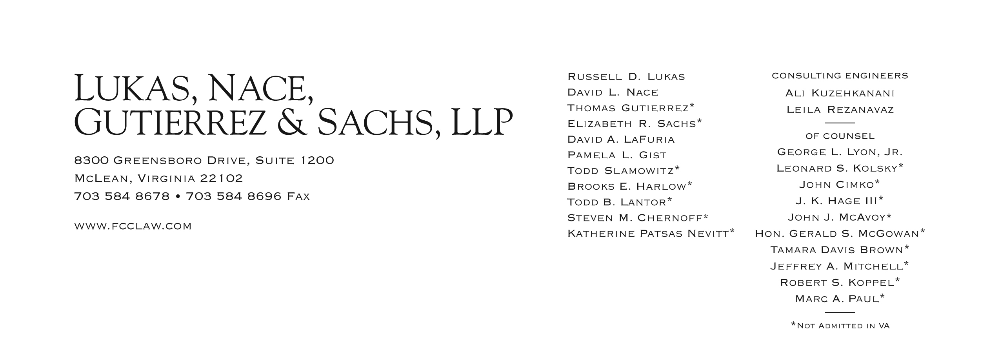 LUKAS, NACE,
GUTIERREZ & SACHS, LLP
8300 GREENSBORO DRIVE, SUITE 1200
MCLEAN, VIRGINIA 22102
703 584 8678 • 703 584 8696 FAX
WWW.FCCLAW.COM
RUSSELL D. LUKAS
DAVID L. NACE
THOMAS GUTIERREZ*
ELIZABETH R. SACHS*
DAVID A. LAFURIA
PAMELA L. GIST
TODD SLAMOWITZ*
BROOKS E. HARLOW*
TODD B. LANTOR*
STEVEN M. CHERNOFF*
KATHERINE PATSAS NEVITT*
CONSULTING ENGINEERS
ALI KUZEHKANANI
LEILA REZANAVAZ
OF COUNSEL
GEORGE L. LYON, JR.
LEONARD S. KOLSKY*
JOHN CIMKO*
J. K. HAGE III*
JOHN J. MCAVOY*
HON. GERALD S. MCGOWAN*
TAMARA DAVIS BROWN*
JEFFREY A. MITCHELL*
ROBERT S. KOPPEL*
MARC A. PAUL*
*NOT ADMITTED IN VA